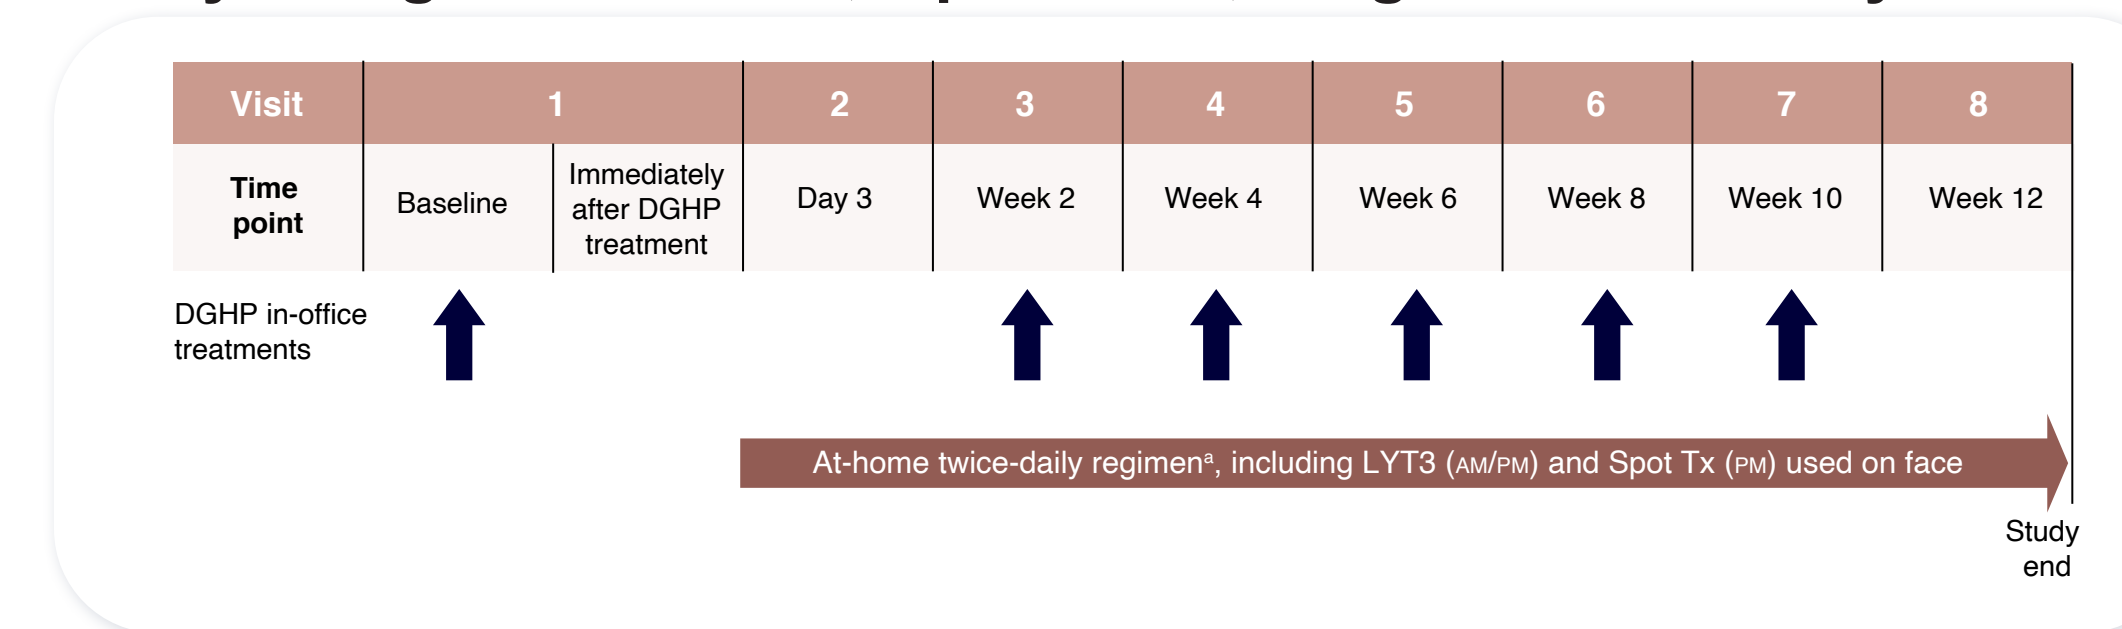 Visit 1 2 3 4 5 6 7 8
Time point Baseline Immediately after DGHP treatment Day 3 Week 2 Week 4 Week 6 Week 8 Week 10 Week 12
DGHP in-office
treatments
At-home twice-daily regimenᵃ, including LYT3 (AM/PM) and Spot Tx (PM) used on face
Study
end